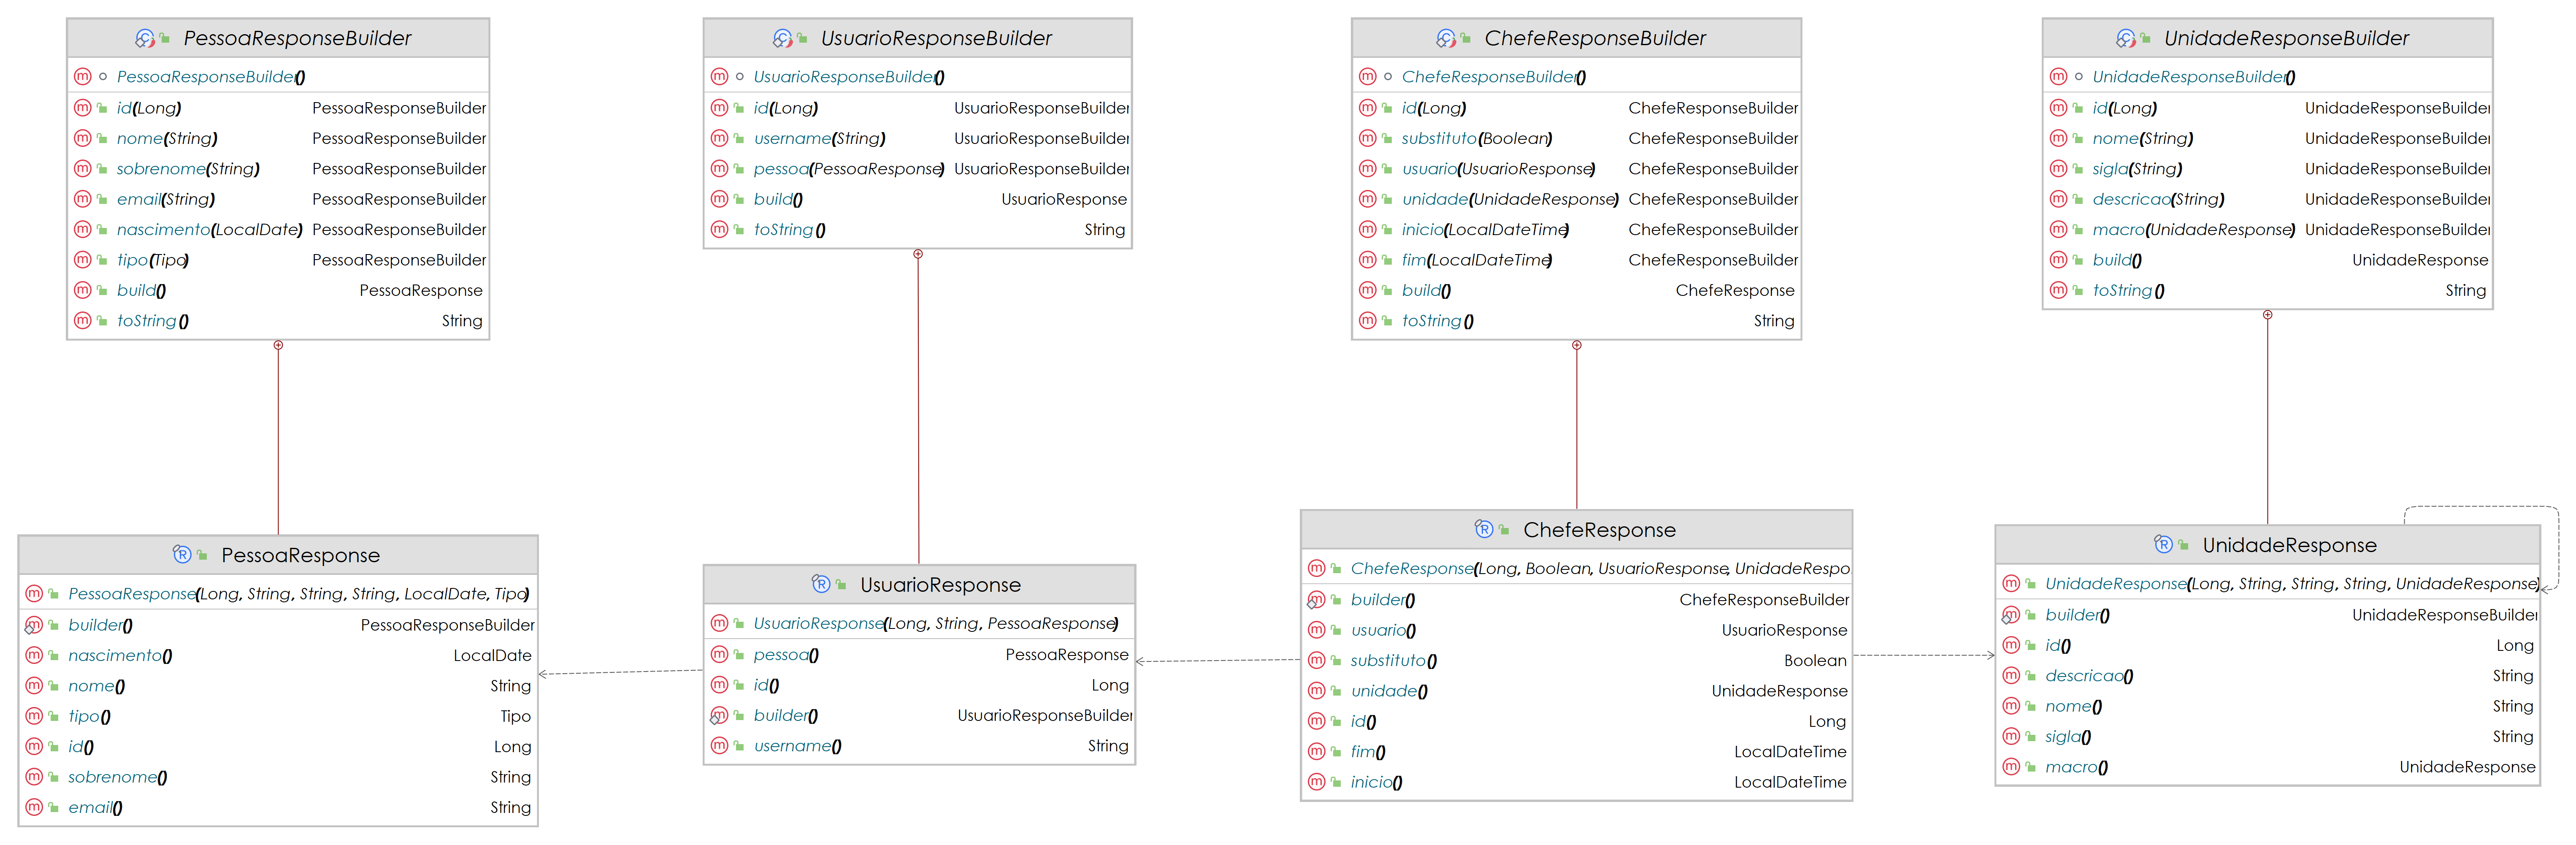 PessoaResponseBuilder
PessoaResponseBuilder()
id(Long) PessoaResponseBuilder
nome(String) PessoaResponseBuilder
sobrenome(String) PessoaResponseBuilder
email(String) PessoaResponseBuilder
nascimento(LocalDate) PessoaResponseBuilder
tipo(Tipo) PessoaResponseBuilder
build() PessoaResponse
toString() String
UsuarioResponseBuilder
UsuarioResponseBuilder()
id(Long) UsuarioResponseBuilder
username(String) UsuarioResponseBuilder
pessoa(PessoaResponse) UsuarioResponseBuilder
build() UsuarioResponse
toString() String
ChefeResponseBuilder
ChefeResponseBuilder()
id(Long) ChefeResponseBuilder
substituto(Boolean) ChefeResponseBuilder
usuario(UsuarioResponse) ChefeResponseBuilder
unidade(UnidadeResponse) ChefeResponseBuilder
inicio(LocalDateTime) ChefeResponseBuilder
fim(LocalDateTime) ChefeResponseBuilder
build() ChefeResponse
toString() String
UnidadeResponseBuilder
UnidadeResponseBuilder()
id(Long) UnidadeResponseBuilder
nome(String) UnidadeResponseBuilder
sigla(String) UnidadeResponseBuilder
descricao(String) UnidadeResponseBuilder
macro(UnidadeResponse) UnidadeResponseBuilder
build() UnidadeResponse
toString() String
PessoaResponse
PessoaResponse(Long, String, String, String, LocalDate, Tipo)
builder() PessoaResponseBuilder
nascimento() LocalDate
nome() String
tipo() Tipo
id() Long
sobrenome() String
email() String
UsuarioResponse
UsuarioResponse(Long, String, PessoaResponse)
pessoa() PessoaResponse
id() Long
builder() UsuarioResponseBuilder
username() String
ChefeResponse
ChefeResponse(Long, Boolean, UsuarioResponse, UnidadeRespo
builder() ChefeResponseBuilder
usuario() UsuarioResponse
substituto() Boolean
unidade() UnidadeResponse
id() Long
fim() LocalDateTime
inicio() LocalDateTime
UnidadeResponse
UnidadeResponse(Long, String, String, String, UnidadeResponse)
builder() UnidadeResponseBuilder
id() Long
descricao() String
nome() String
sigla() String
macro() UnidadeResponse